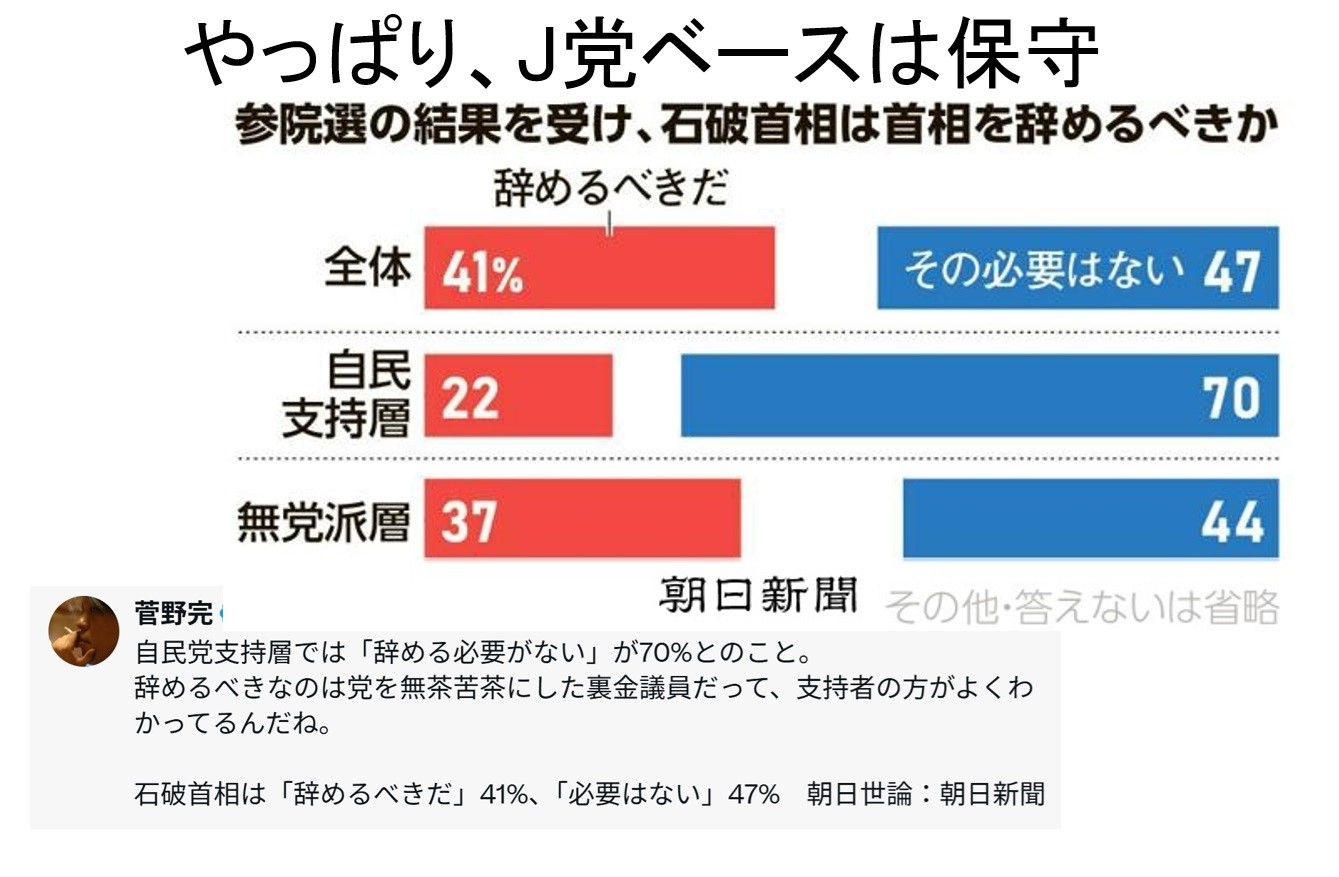 やっぱり、J党ベースは保守
参院選の結果を受け、石破首相は首相を辞めるべきか
辞めるべきだ
全体 41% その必要はない 47
自民
支持層 22 70
無党派層 37 44
朝日新聞 その他・答えないは省略
菅野完
自民党支持層では「辞める必要がない」が70%とのこと。
辞めるべきなのは党を無茶苦茶にした裏金議員だって、支持者の方がよくわ
かってるんだね。
石破首相は「辞めるべきだ」41%、「必要はない」47% 朝日世論：朝日新聞